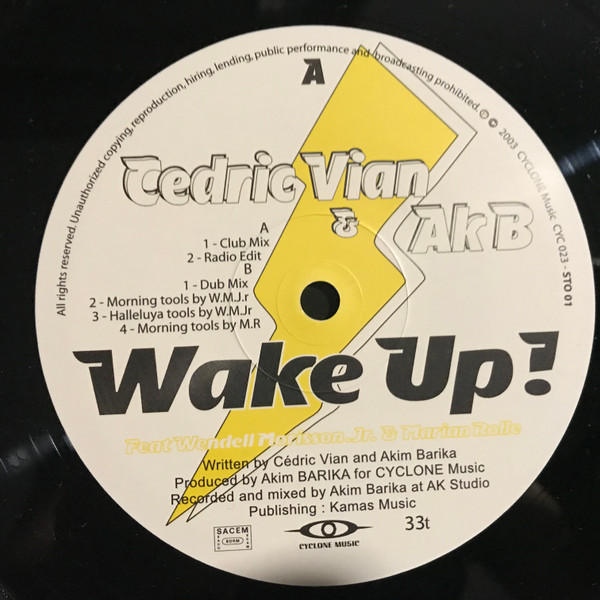 All rights reserved. Unauthorized copying, reproduction, hiring, lending, public performance and broadcasting prohibited. ℗ © 2003 CYCLONE Music CYC 023 - STO 01
A
Cedric Vian
& Ak B
A
1 - Club Mix
2 - Radio Edit
B
1 - Dub Mix
2 - Morning tools by W.M.J.r
3 - Halleluya tools by W.M.Jr
4 - Morning tools by M.R
Wake Up!
Feat Wendell Morisson.Jr. & Marian Rolle
Written by Cédric Vian and Akim Barika
Produced by Akim BARIKA for CYCLONE Music
Recorded and mixed by Akim Barika at AK Studio
Publishing : Kamas Music
SACEM
CYCLONE MUSIC
33t